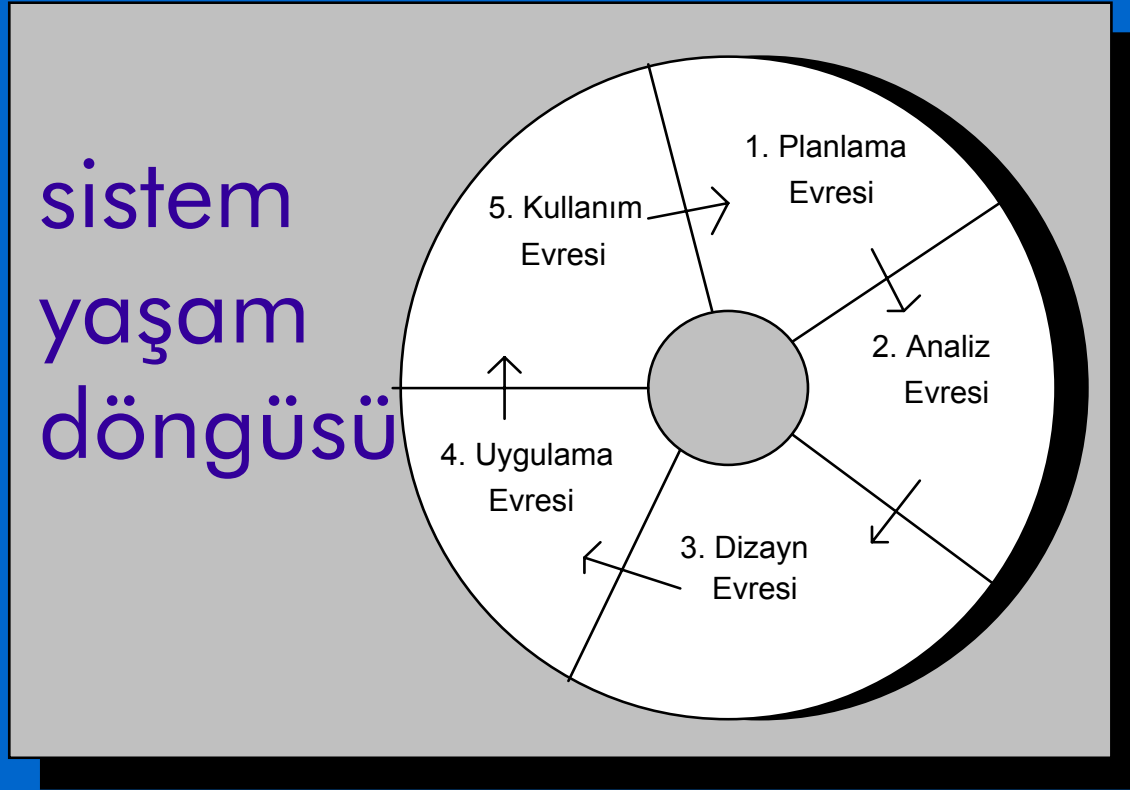 sistem
yaşam
döngüsü
1. Planlama
Evresi
2. Analiz
Evresi
3. Dizayn
Evresi
4. Uygulama
Evresi
5. Kullanım
Evresi